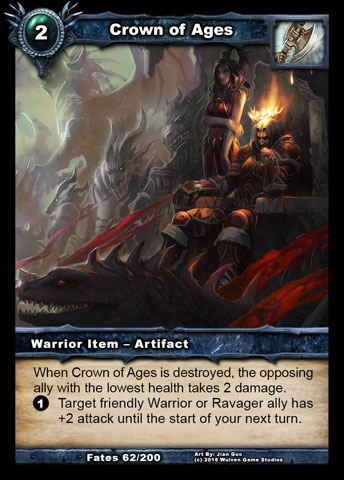 2
Crown of Ages
Warrior Item – Artifact
When Crown of Ages is destroyed, the opposing
ally with the lowest health takes 2 damage.
1 Target friendly Warrior or Ravager ally has
+2 attack until the start of your next turn.
Fates 62/200
Art By: Jian Guo
(c) 2015 Wulven Game Studios